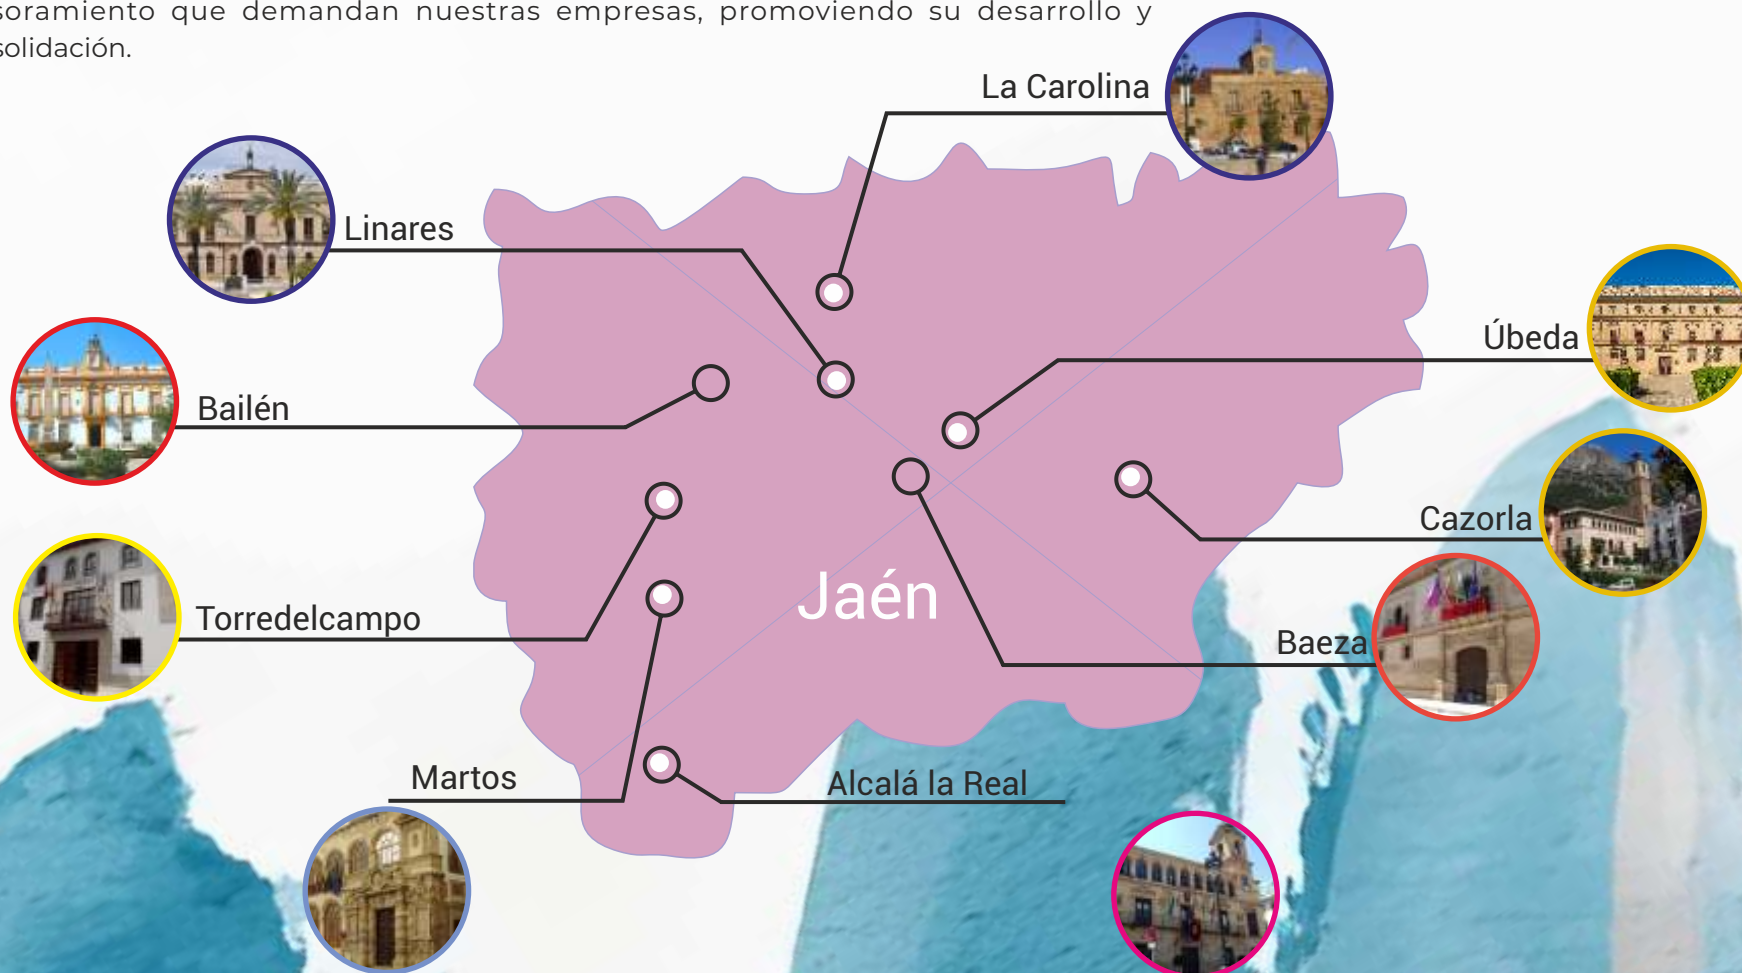 soramiento que demandan nuestras empresas, promoviendo su desarrollo y
solidación.
La Carolina
Linares
Úbeda
Bailén
Cazorla
Jaén
Torredelcampo
Baeza
Martos
Alcalá la Real